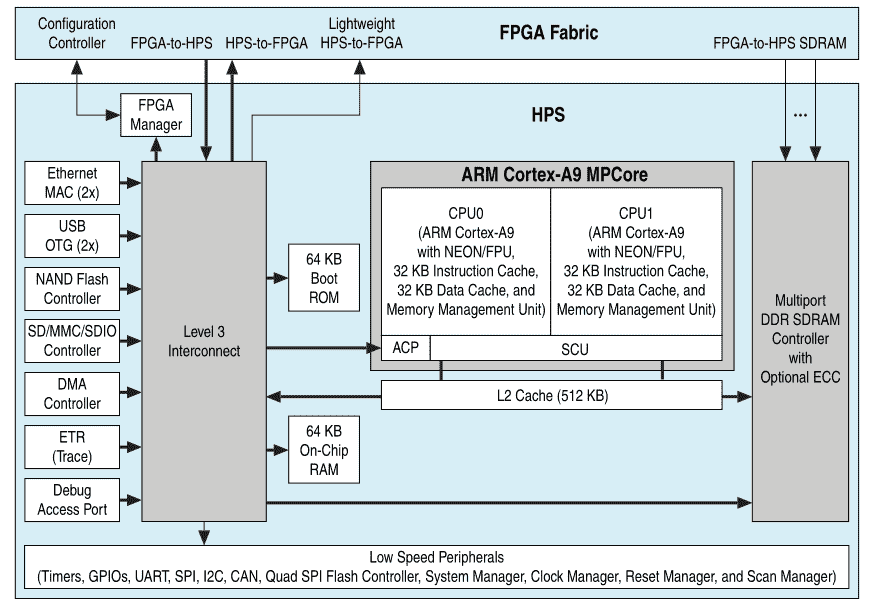 Configuration
Controller
FPGA-to-HPS
HPS-to-FPGA
Lightweight
HPS-to-FPGA
FPGA Fabric
FPGA-to-HPS SDRAM
FPGA
Manager
HPS
...
Ethernet
MAC (2x)
USB
OTG (2x)
NAND Flash
Controller
SD/MMC/SDIO
Controller
DMA
Controller
ETR
(Trace)
Debug
Access Port
Level 3
Interconnect
64 KB
Boot
ROM
64 KB
On-Chip
RAM
ARM Cortex-A9 MPCore
CPU0
(ARM Cortex-A9
with NEON/FPU,
32 KB Instruction Cache,
32 KB Data Cache, and
Memory Management Unit)
CPU1
(ARM Cortex-A9
with NEON/FPU,
32 KB Instruction Cache,
32 KB Data Cache, and
Memory Management Unit)
ACP
SCU
L2 Cache (512 KB)
Multiport
DDR SDRAM
Controller
with
Optional ECC
Low Speed Peripherals
(Timers, GPIOs, UART, SPI, I2C, CAN, Quad SPI Flash Controller, System Manager, Clock Manager, Reset Manager, and Scan Manager)